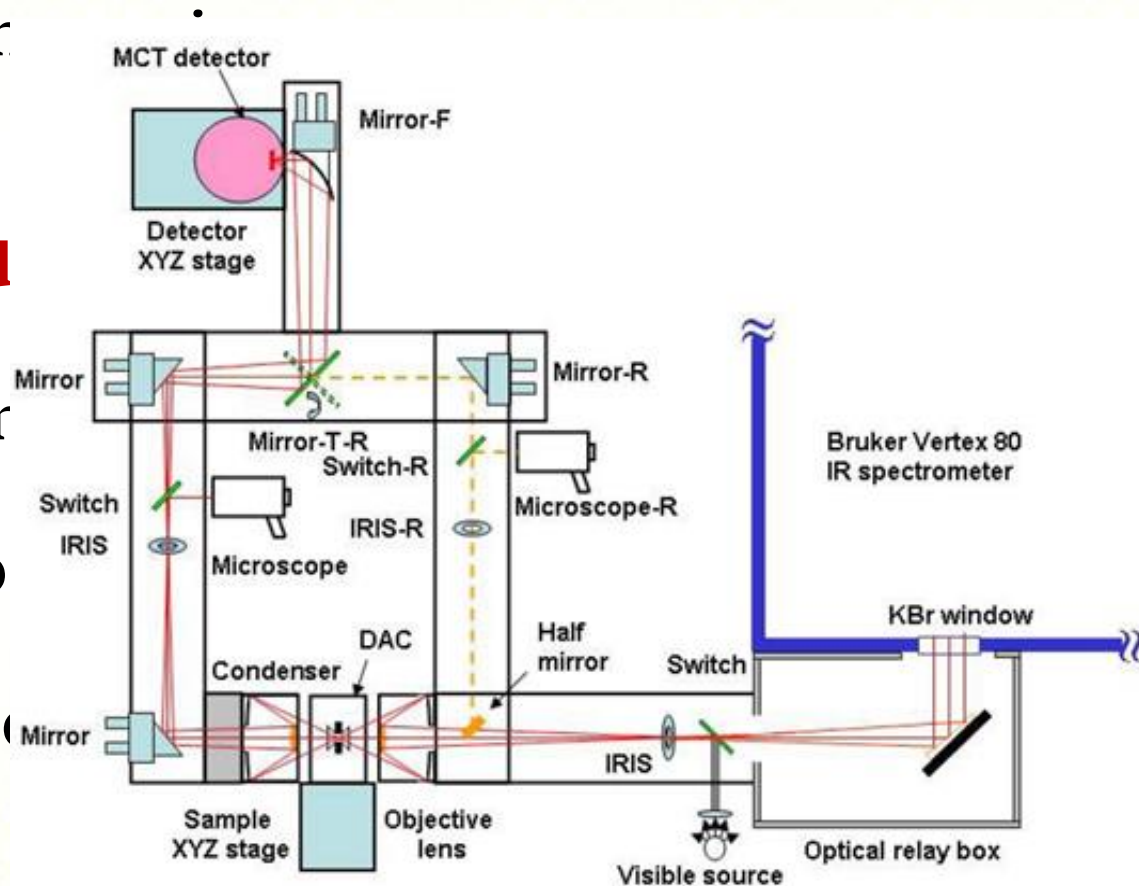 MCT detector
Mirror-F
Detector
XYZ stage
Mirror
Mirror-R
Mirror-T-R
Switch-R
Bruker Vertex 80
IR spectrometer
Switch
Microscope-R
IRIS-R
IRIS
Microscope
KBr window
DAC
Half
mirror
Condenser
Switch
Mirror
IRIS
Sample
XYZ stage
Objective
lens
Optical relay box
Visible source